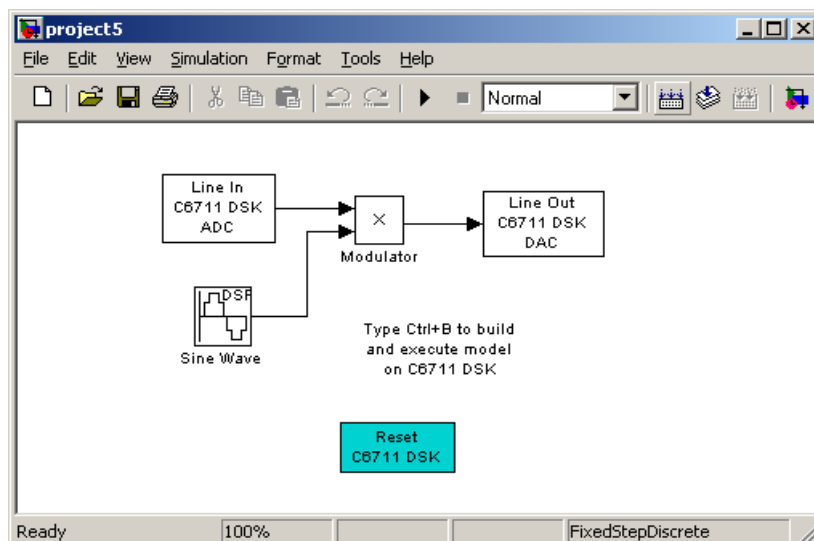 project5
File Edit View Simulation Format Tools Help
Normal
Line In
C6711 DSK
ADC
Line Out
C6711 DSK
DAC
×
Modulator
DSP
Sine Wave
Type Ctrl+B to build
and execute model
on C6711 DSK
Reset
C6711 DSK
Ready 100% FixedStepDiscrete